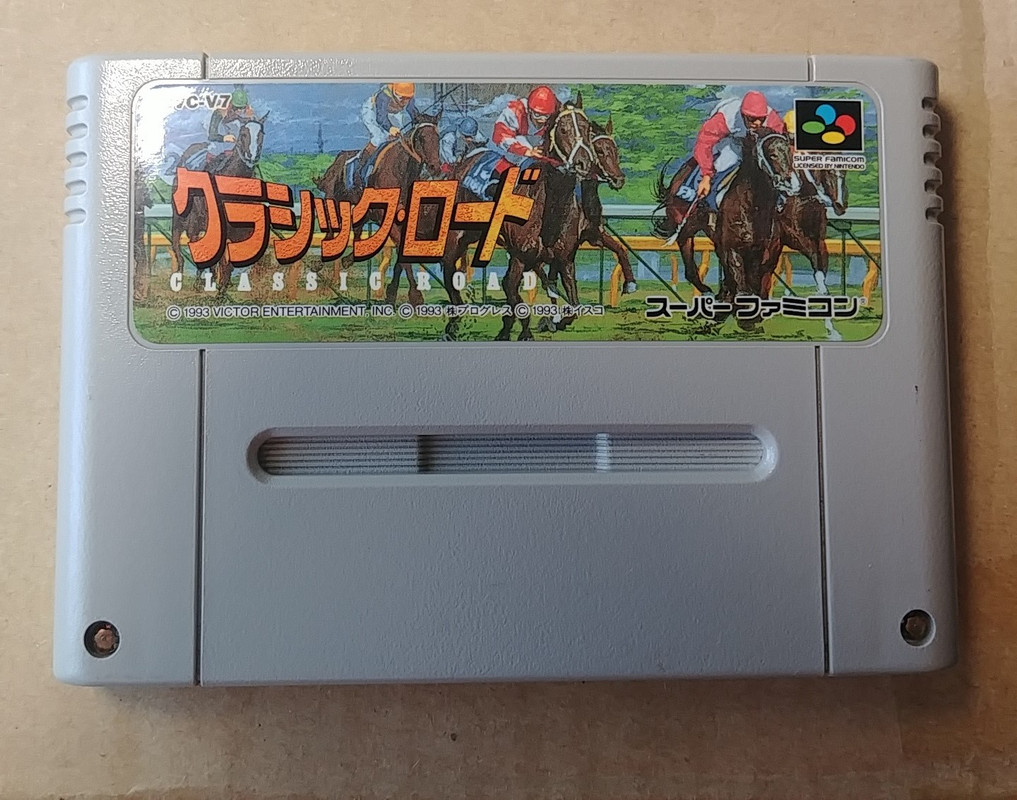 VC-V7
SUPER FAMICOM
LICENSED BY NINTENDO
クラシック・ロード
CLASSIC ROAD
© 1993 VICTOR ENTERTAINMENT, INC. © 1993 ㈱プログレス © 1993 ㈱イスコ
スーパーファミコン®